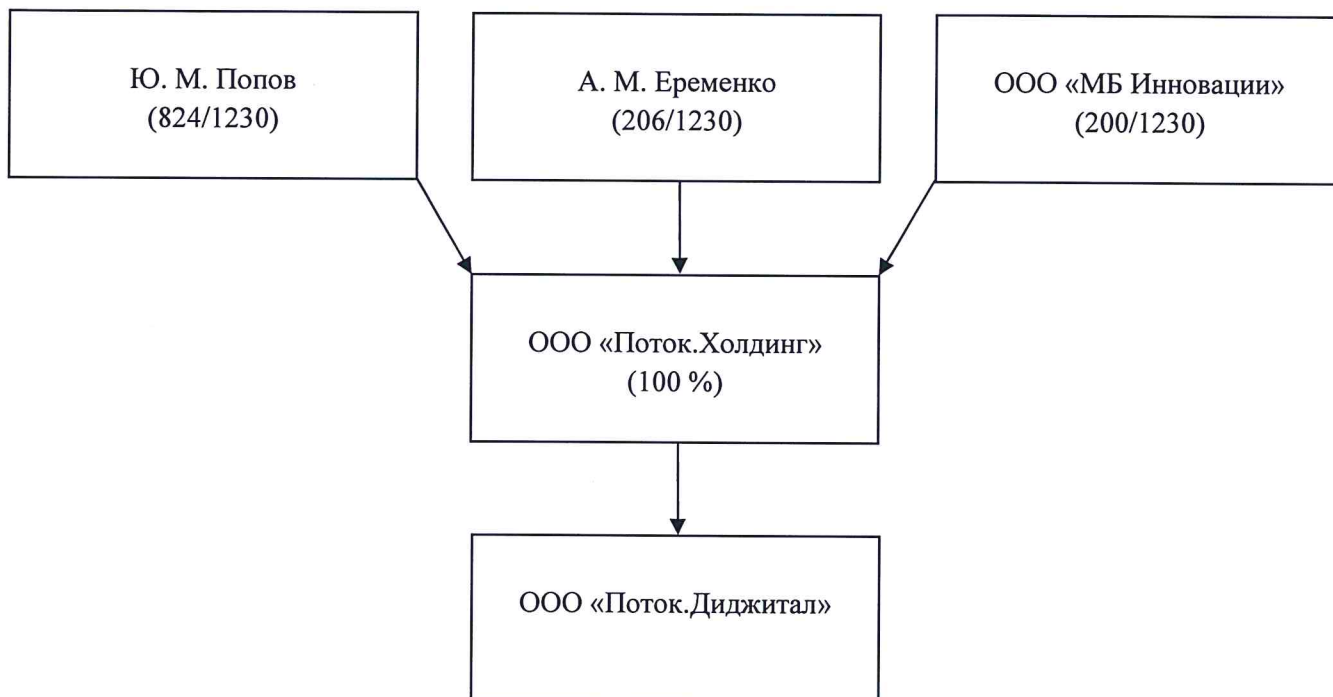 Ю. М. Попов
(824/1230)
А. М. Еременко
(206/1230)
ООО «МБ Инновации»
(200/1230)
ООО «Поток.Холдинг»
(100 %)
ООО «Поток.Диджитал»